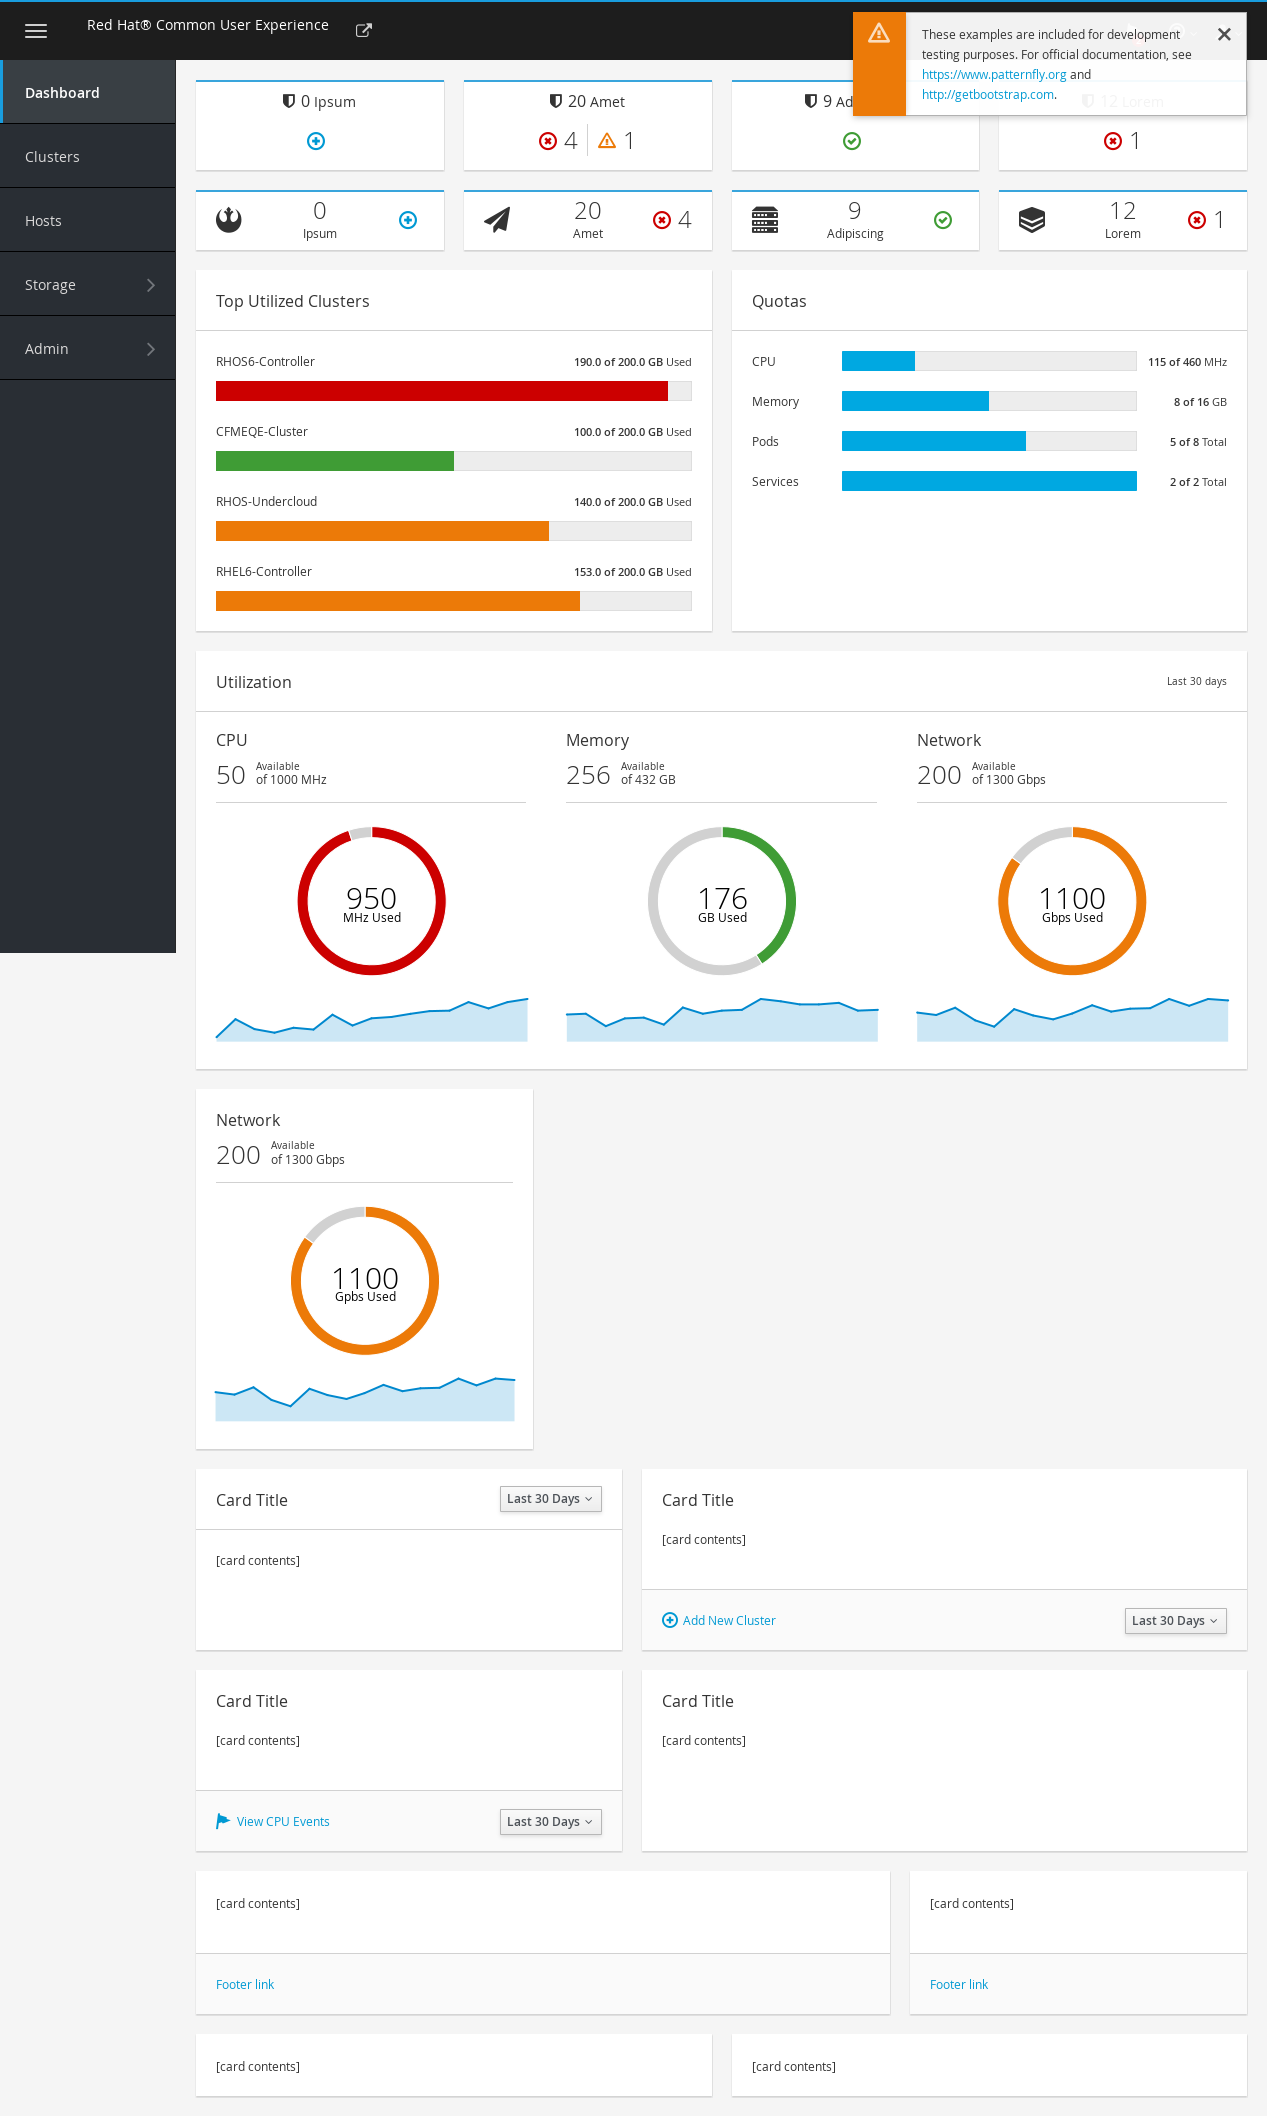 Red Hat® Common User Experience
These examples are included for development
testing purposes. For official documentation, see
https://www.patternfly.org and
http://getbootstrap.com.
Dashboard
Clusters
Hosts
Storage
Admin
0 Ipsum
20 Amet
4 1
9 Ad
12 Lorem
1
0
Ipsum
20
Amet
4
9
Adipiscing
12
Lorem
1
Top Utilized Clusters
RHOS6-Controller 190.0 of 200.0 GB Used
CFMEQE-Cluster 100.0 of 200.0 GB Used
RHOS-Undercloud 140.0 of 200.0 GB Used
RHEL6-Controller 153.0 of 200.0 GB Used
Quotas
CPU 115 of 460 MHz
Memory 8 of 16 GB
Pods 5 of 8 Total
Services 2 of 2 Total
Utilization Last 30 days
CPU
50 Available
of 1000 MHz
950
MHz Used
Memory
256 Available
of 432 GB
176
GB Used
Network
200 Available
of 1300 Gbps
1100
Gbps Used
Network
200 Available
of 1300 Gbps
1100
Gpbs Used
Card Title Last 30 Days
[card contents]
Card Title
[card contents]
Add New Cluster Last 30 Days
Card Title
[card contents]
View CPU Events Last 30 Days
Card Title
[card contents]
[card contents]
Footer link
[card contents]
Footer link
[card contents]
[card contents]